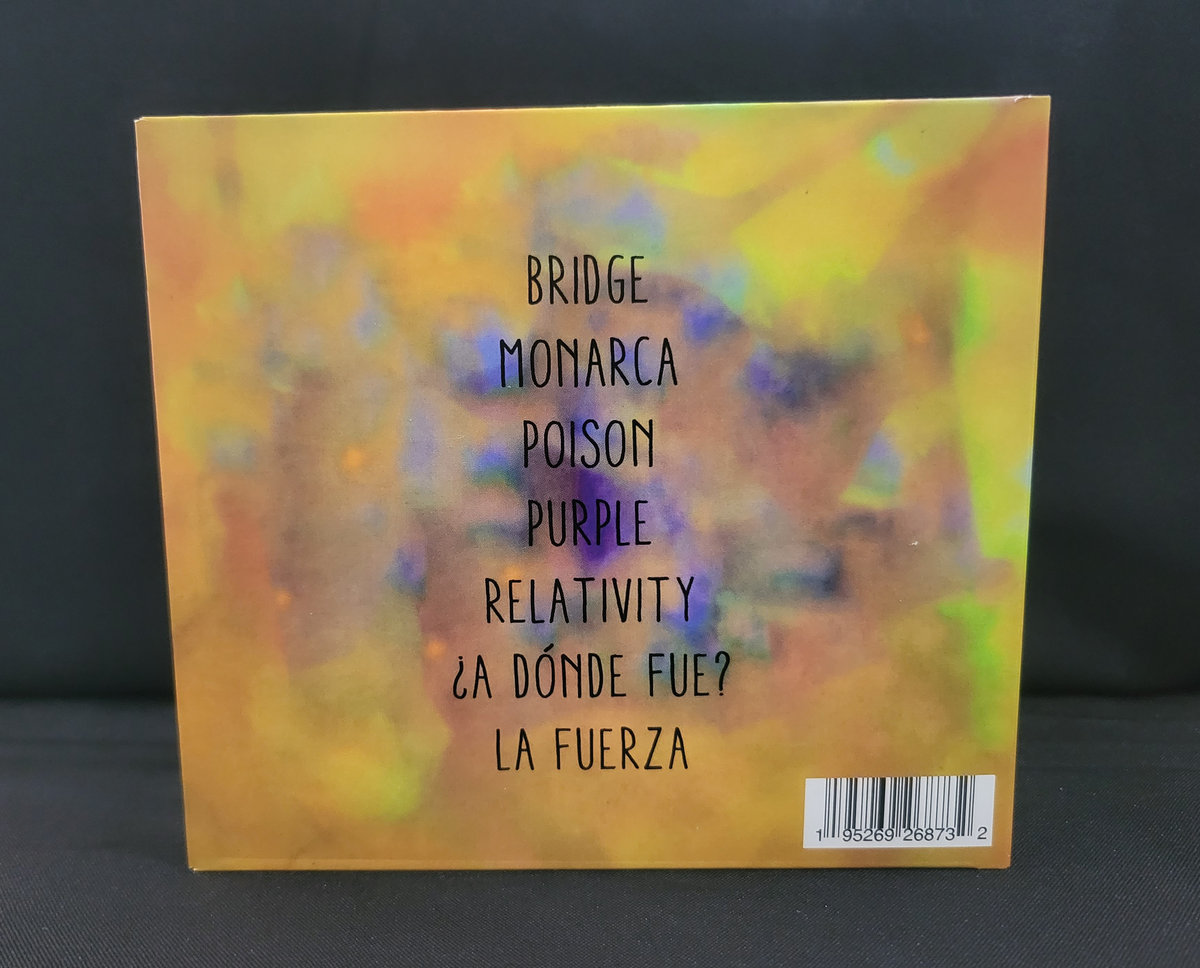 BRIDGE
MONARCA
POISON
PURPLE
RELATIVITY
¿A DÓNDE FUE?
LA FUERZA
1 95269 26873 2